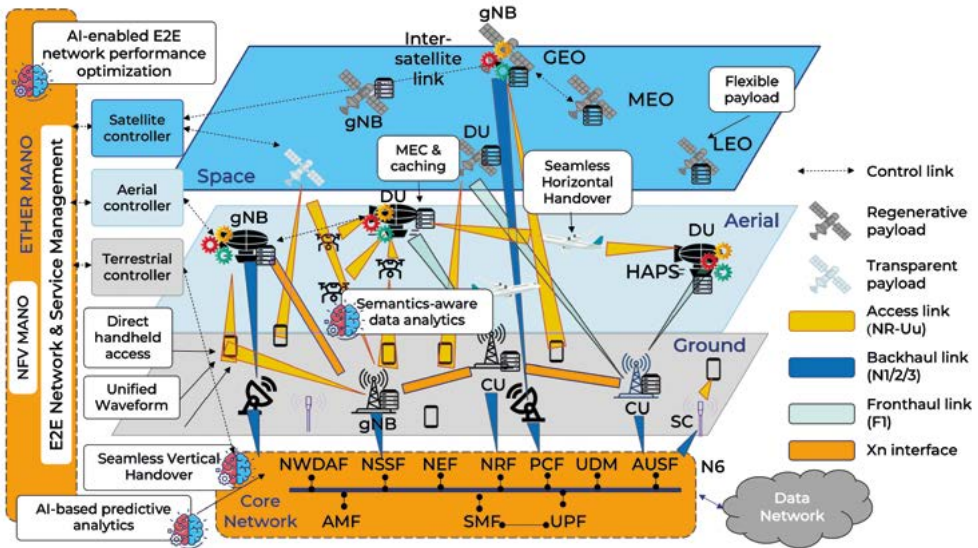 AI-enabled E2E
network performance
optimization
ETHER MANO
NFV MANO
E2E Network & Service Management
Satellite
controller
Aerial
controller
Terrestrial
controller
Direct
handheld
access
Unified
Waveform
Seamless Vertical
Handover
AI-based predictive
analytics
gNB
Inter-
satellite
link
GEO
gNB
MEO
Flexible
payload
DU
LEO
MEC &
caching
Seamless
Horizontal
Handover
Space
gNB
DU
Aerial
DU
HAPS
Semantics-aware
data analytics
Ground
gNB
CU
CU
SC
NWDAF
NSSF
NEF
NRF
PCF
UDM
AUSF
N6
Core
Network
AMF
SMF
UPF
Data
Network
Control link
Regenerative
payload
Transparent
payload
Access link
(NR-Uu)
Backhaul link
(N1/2/3)
Fronthaul link
(F1)
Xn interface